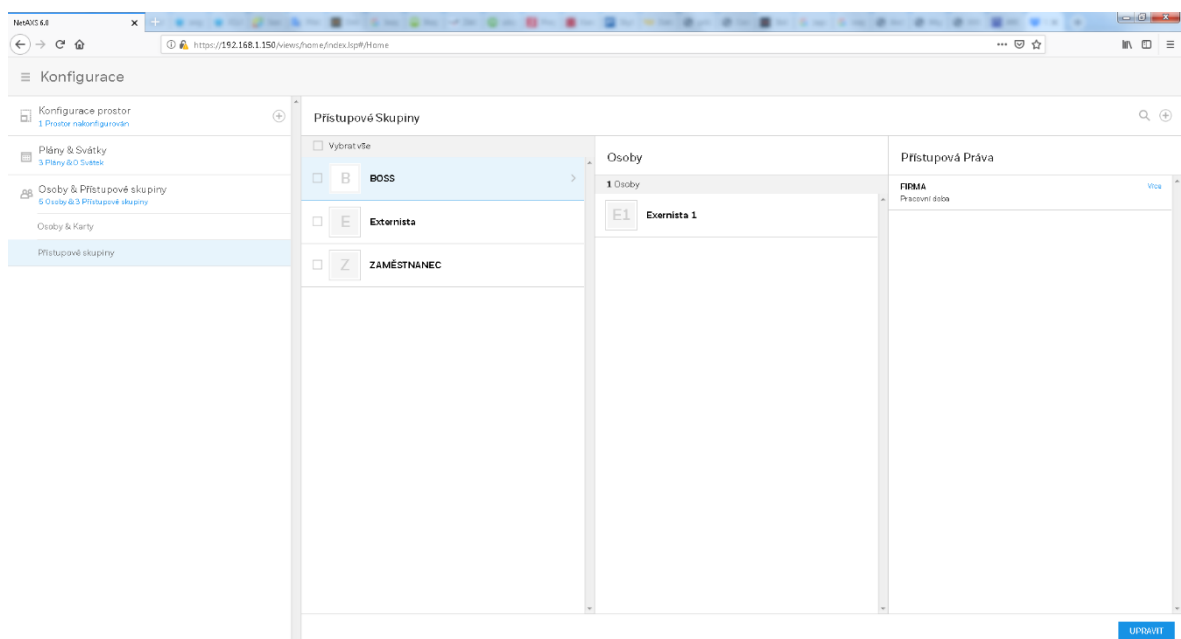 NetAXS 6.8
https://192.168.1.150/views/home/index.lsp#/Home
Konfigurace
Konfigurace prostor
1 Prostor nakonfigurován
Plány & Svátky
3 Plány & 0 Svátek
Osoby & Přístupové skupiny
5 Osoby & 3 Přístupové skupiny
Osoby & Karty
Přístupové skupiny
Přístupové Skupiny
Vybrat vše
B BOSS
E Externista
Z ZAMĚSTNANEC
Osoby
1 Osoby
E1 Exernista 1
Přístupová Práva
FIRMA
Více
Pracovní doba
UPRAVIT